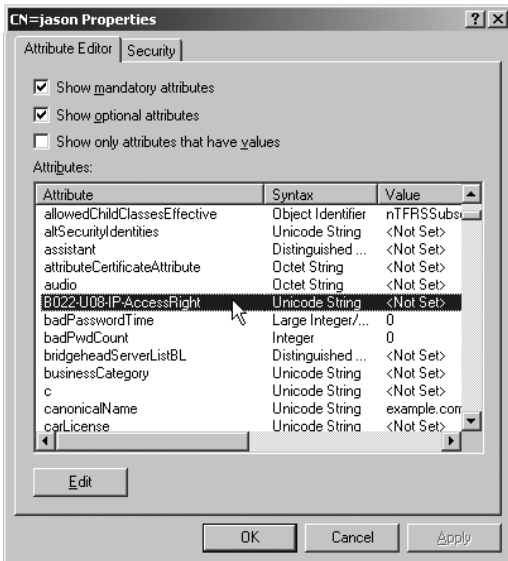 CN=jason Properties
Attribute Editor Security
Show mandatory attributes
Show optional attributes
Show only attributes that have values
Attributes:
Attribute Syntax Value
allowedChildClassesEffective Object Identifier nTFRSSubs
altSecurityIdentities Unicode String <Not Set>
assistant Distinguished ... <Not Set>
attributeCertificateAttribute Octet String <Not Set>
audio Octet String <Not Set>
B022-U08-IP-AccessRight Unicode String <Not Set>
badPasswordTime Large Integer/... 0
badPwdCount Integer 0
bridgeheadServerListBL Distinguished ... <Not Set>
businessCategory Unicode String <Not Set>
c Unicode String <Not Set>
canonicalName Unicode String example.com
carLicense Unicode String <Not Set>
Edit
OK Cancel Apply